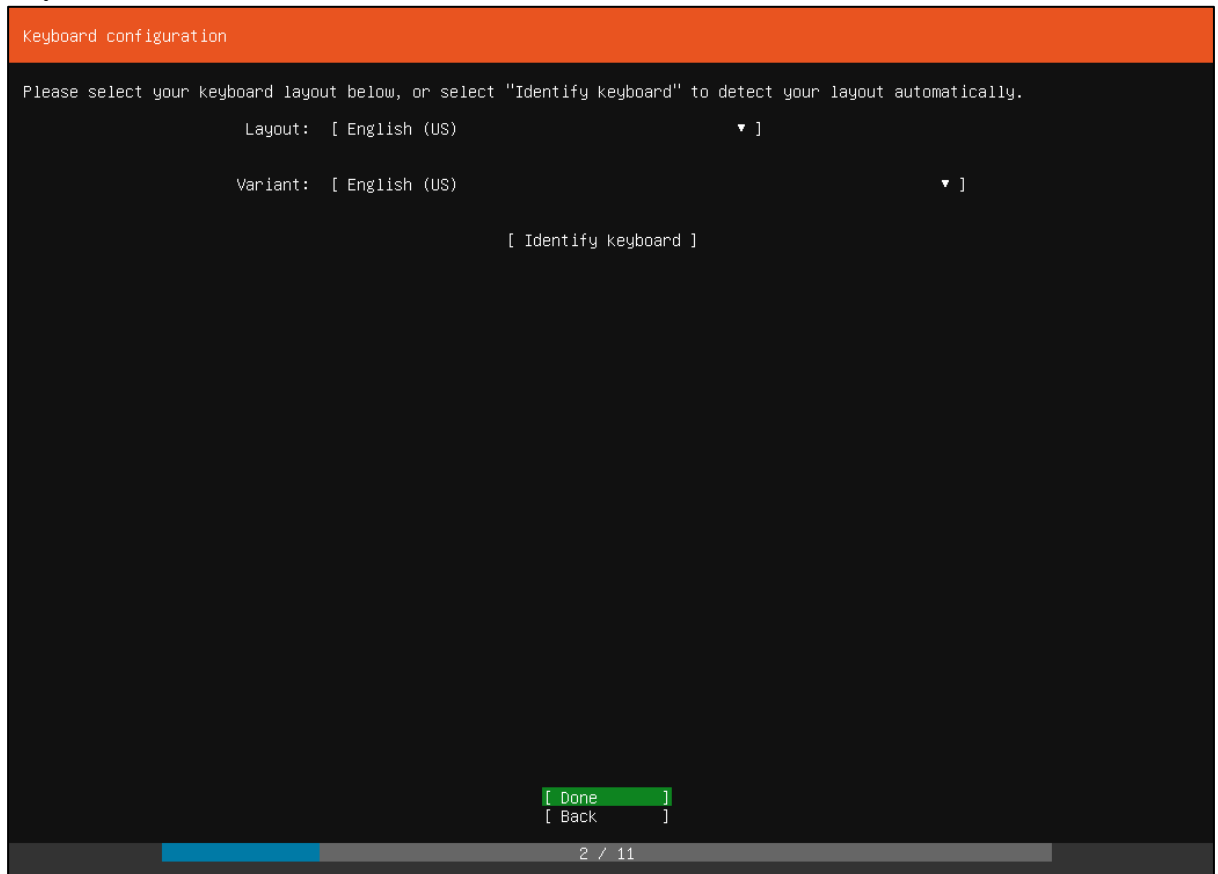 Keyboard configuration
Please select your keyboard layout below, or select "Identify keyboard" to detect your layout automatically.
Layout: [ English (US) ▾ ]
Variant: [ English (US) ▾ ]
[ Identify keyboard ]
[ Done ]
[ Back ]
2 / 11